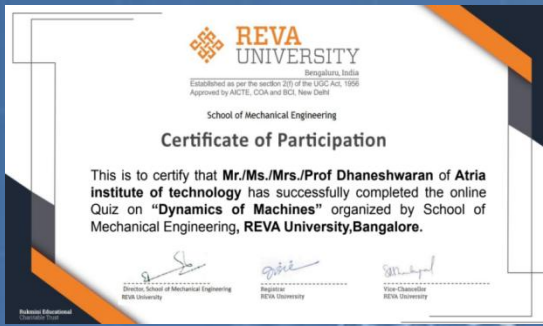 REVA
UNIVERSITY
Bengaluru, India
Established as per the section 2(f) of the UGC Act, 1956
Approved by AICTE, COA and BCI, New Delhi
School of Mechanical Engineering
Certificate of Participation
This is to certify that Mr./Ms./Mrs./Prof Dhaneshwaran of Atria
institute of technology has successfully completed the online
Quiz on “Dynamics of Machines” organized by School of
Mechanical Engineering, REVA University,Bangalore.
Director, School of Mechanical Engineering
REVA University
Registrar
REVA University
Vice-Chancellor
REVA University
Rukmini Educational
Charitable Trust